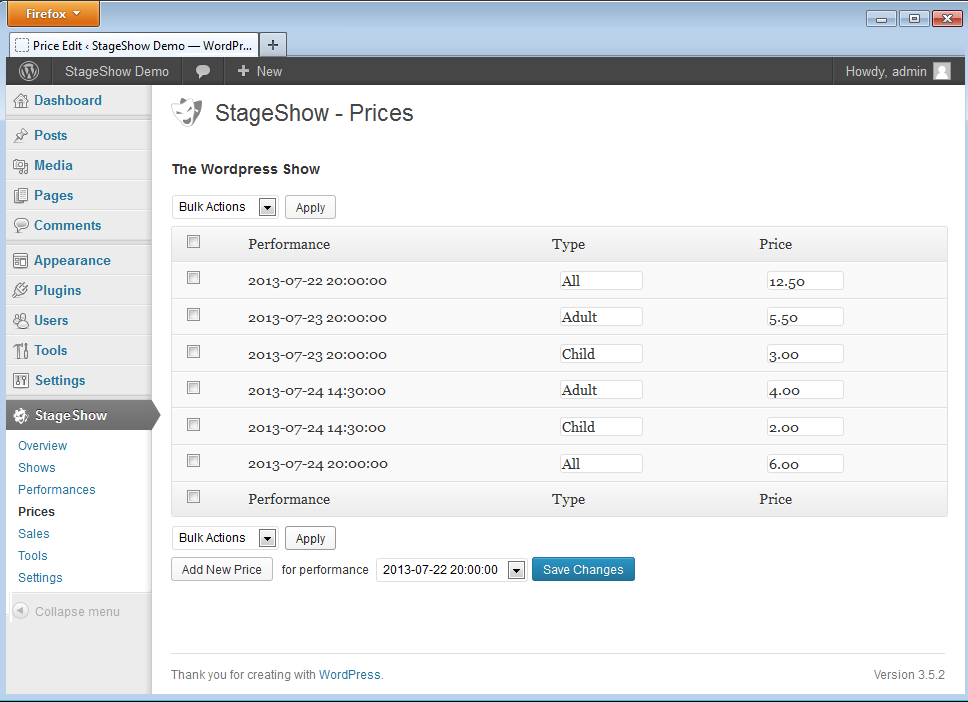 Firefox
Price Edit ‹ StageShow Demo — WordPr...
StageShow Demo + New Howdy, admin
Dashboard
Posts
Media
Pages
Comments
Appearance
Plugins
Users
Tools
Settings
StageShow
Overview
Shows
Performances
Prices
Sales
Tools
Settings
Collapse menu
StageShow - Prices
The Wordpress Show
Bulk Actions Apply
Performance Type Price
2013-07-22 20:00:00 All 12.50
2013-07-23 20:00:00 Adult 5.50
2013-07-23 20:00:00 Child 3.00
2013-07-24 14:30:00 Adult 4.00
2013-07-24 14:30:00 Child 2.00
2013-07-24 20:00:00 All 6.00
Performance Type Price
Bulk Actions Apply
Add New Price for performance 2013-07-22 20:00:00 Save Changes
Thank you for creating with WordPress. Version 3.5.2